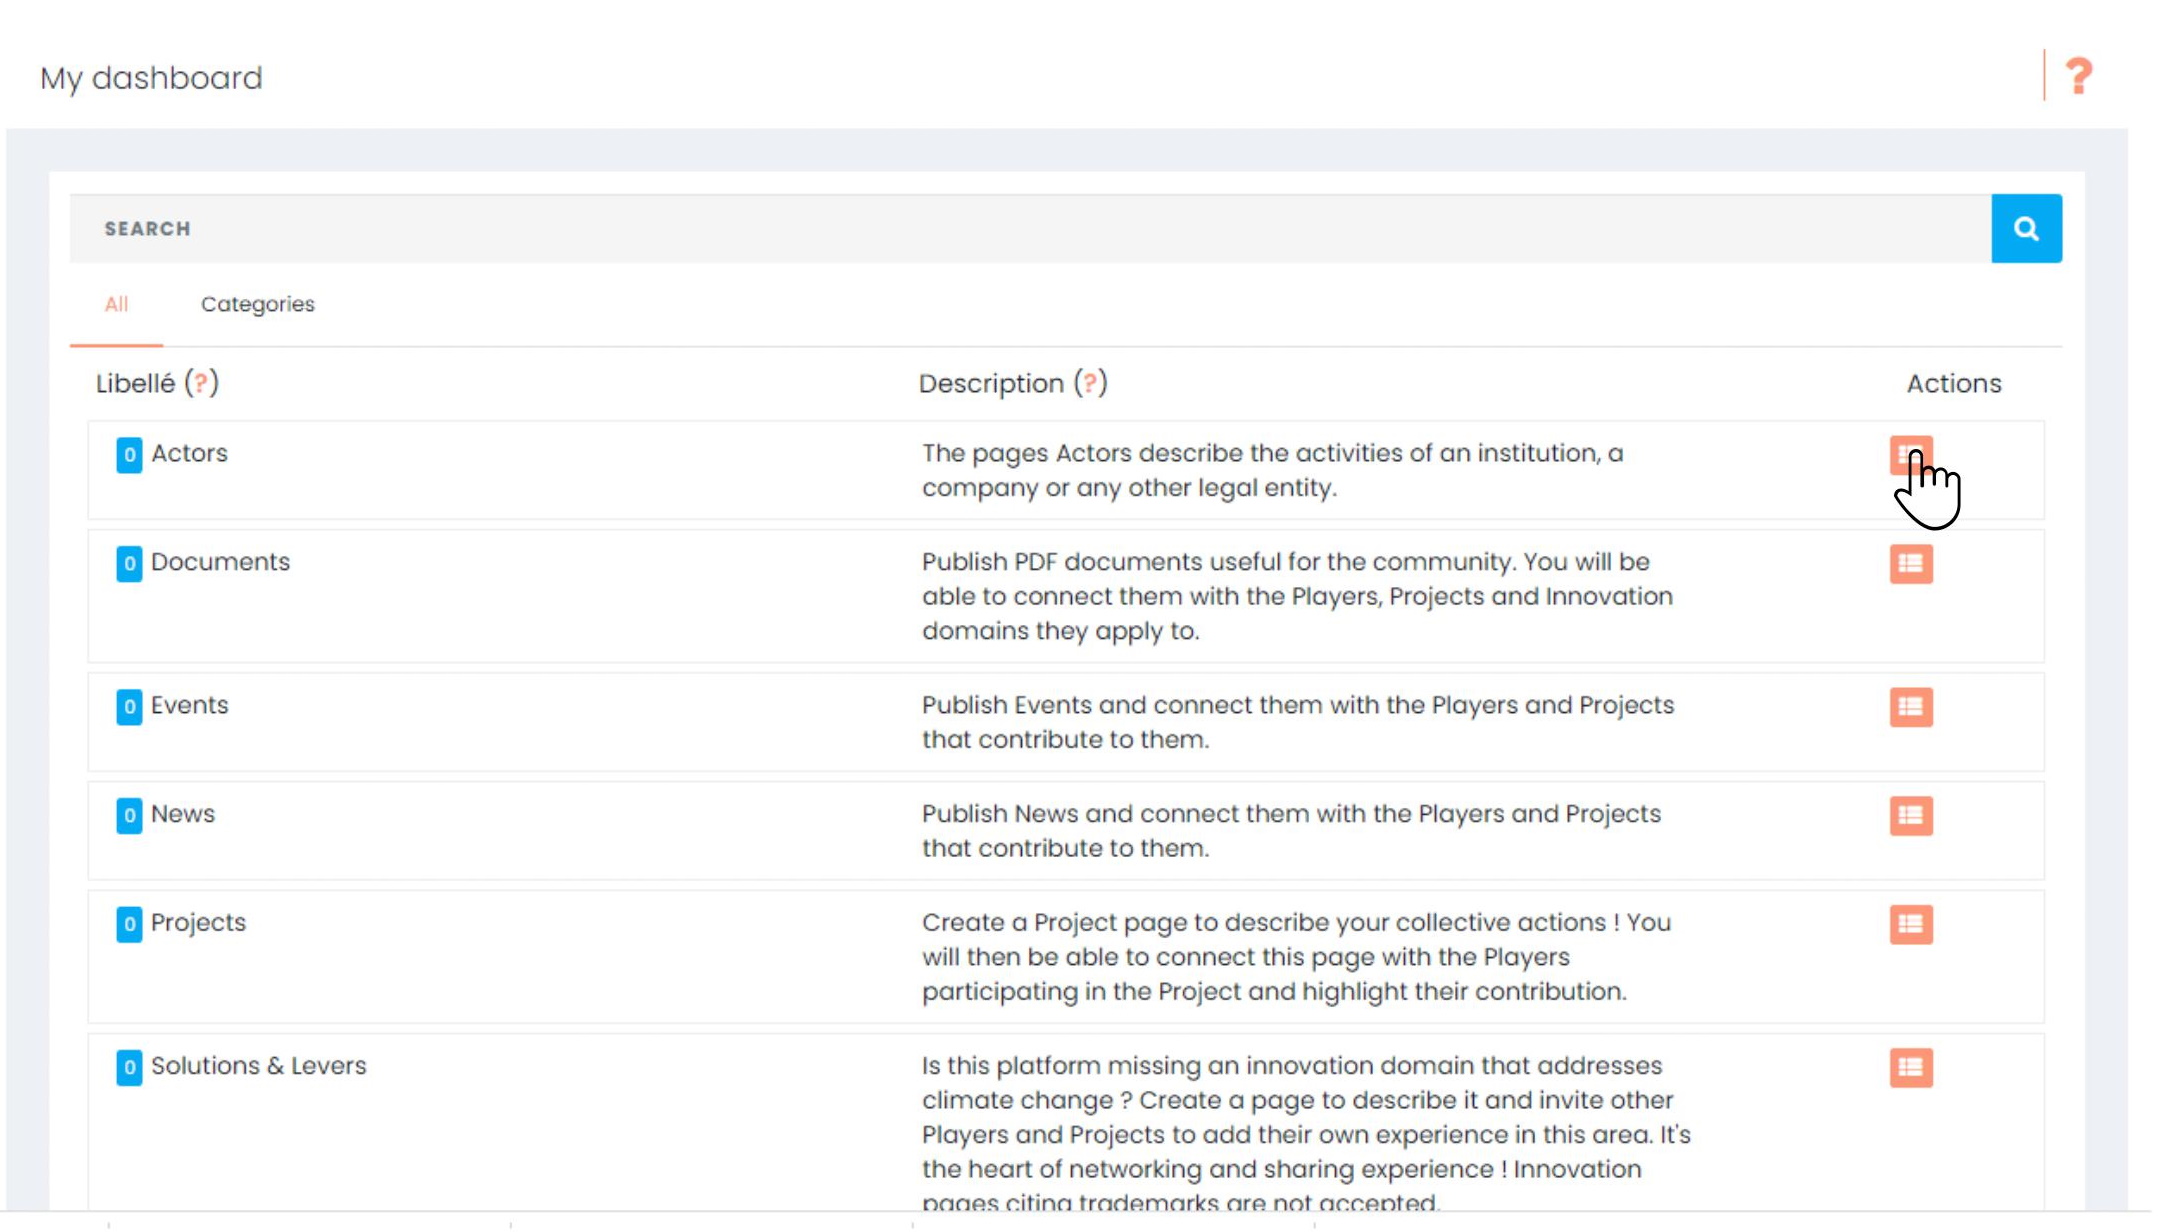 My dashboard
?
SEARCH
All
Categories
Libellé (?)
Description (?)
Actions
0 Actors
The pages Actors describe the activities of an institution, a
company or any other legal entity.
0 Documents
Publish PDF documents useful for the community. You will be
able to connect them with the Players, Projects and Innovation
domains they apply to.
0 Events
Publish Events and connect them with the Players and Projects
that contribute to them.
0 News
Publish News and connect them with the Players and Projects
that contribute to them.
0 Projects
Create a Project page to describe your collective actions ! You
will then be able to connect this page with the Players
participating in the Project and highlight their contribution.
0 Solutions & Levers
Is this platform missing an innovation domain that addresses
climate change ? Create a page to describe it and invite other
Players and Projects to add their own experience in this area. It's
the heart of networking and sharing experience ! Innovation
pages citing trademarks are not accepted.